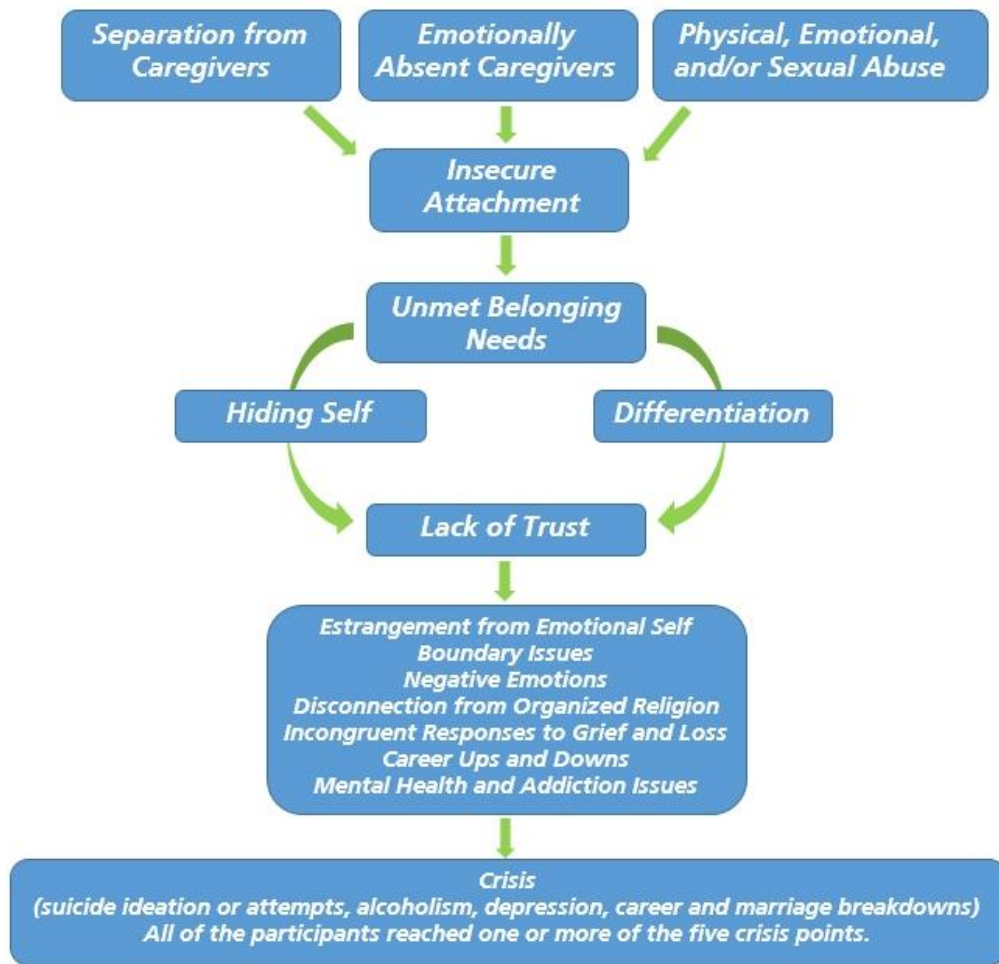 Separation from
Caregivers
Emotionally
Absent Caregivers
Physical, Emotional,
and/or Sexual Abuse
Insecure
Attachment
Unmet Belonging
Needs
Hiding Self
Differentiation
Lack of Trust
Estrangement from Emotional Self
Boundary Issues
Negative Emotions
Disconnection from Organized Religion
Incongruent Responses to Grief and Loss
Career Ups and Downs
Mental Health and Addiction Issues
Crisis
(suicide ideation or attempts, alcoholism, depression, career and marriage breakdowns)
All of the participants reached one or more of the five crisis points.